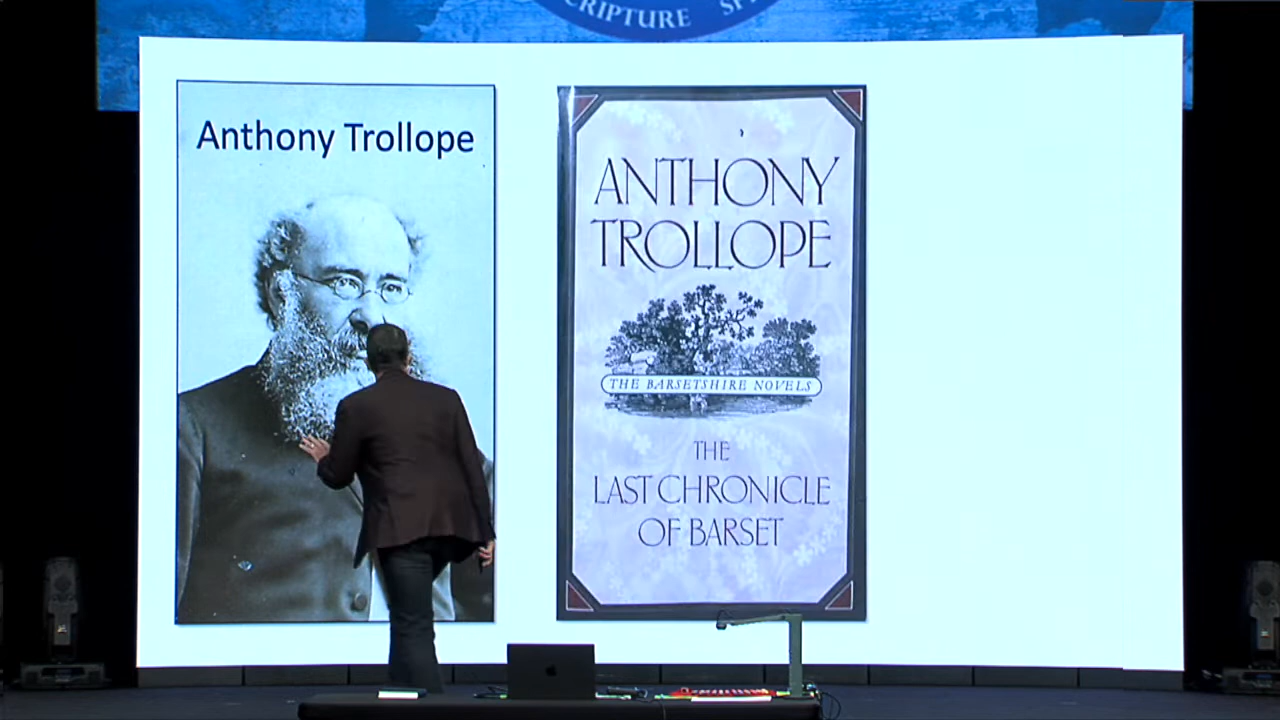 SCRIPTURE
Anthony Trollope
ANTHONY
TROLLOPE
THE BARSETSHIRE NOVELS
THE
LAST CHRONICLE
OF BARSET